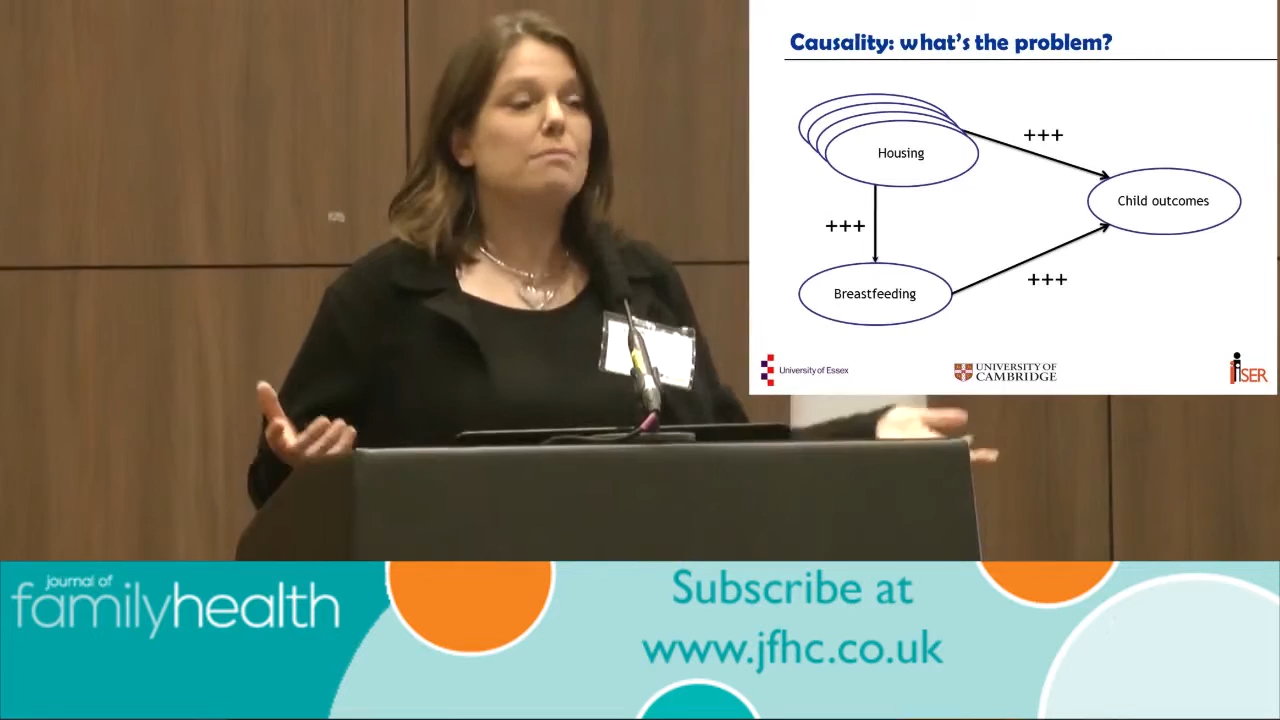 Causality: what's the problem?
+++
Housing
Child outcomes
+++
+++
Breastfeeding
University of Essex
UNIVERSITY OF
CAMBRIDGE
iSER
journal of
familyhealth
Subscribe at
www.jfhc.co.uk